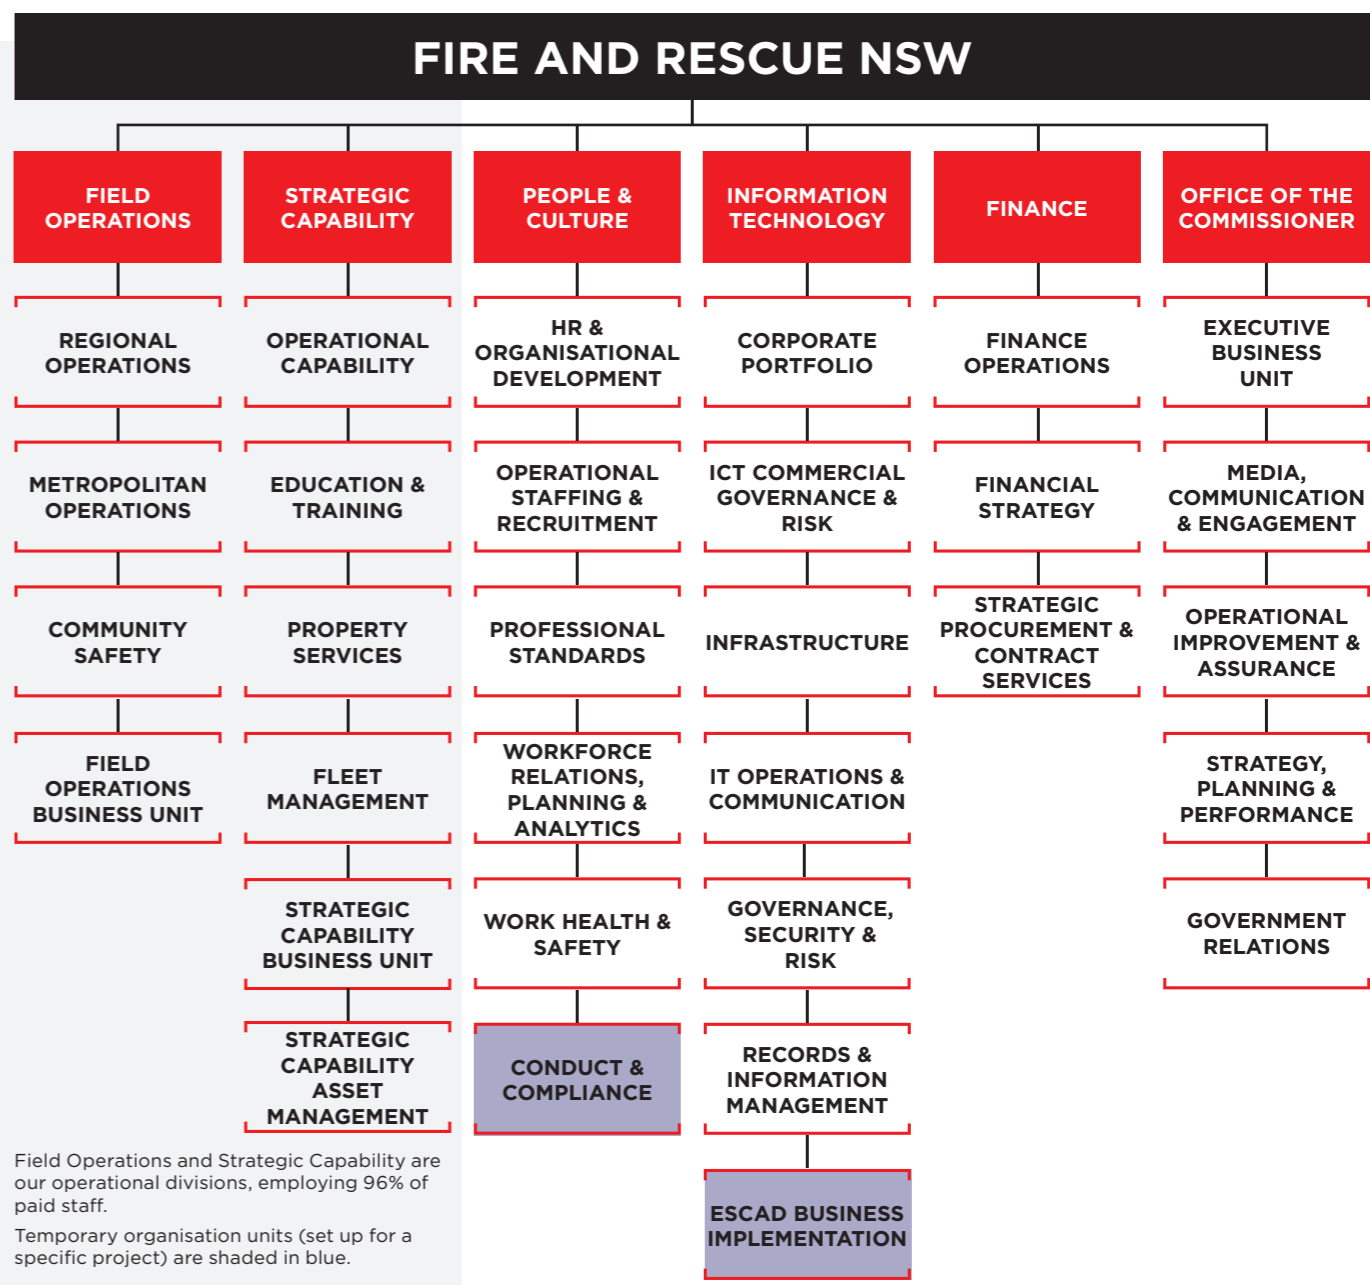 FIRE AND RESCUE NSW
FIELD
OPERATIONS
REGIONAL
OPERATIONS
METROPOLITAN
OPERATIONS
COMMUNITY
SAFETY
FIELD
OPERATIONS
BUSINESS UNIT
STRATEGIC
CAPABILITY
OPERATIONAL
CAPABILITY
EDUCATION &
TRAINING
PROPERTY
SERVICES
FLEET
MANAGEMENT
STRATEGIC
CAPABILITY
BUSINESS UNIT
STRATEGIC
CAPABILITY
ASSET
MANAGEMENT
PEOPLE &
CULTURE
HR &
ORGANISATIONAL
DEVELOPMENT
OPERATIONAL
STAFFING &
RECRUITMENT
PROFESSIONAL
STANDARDS
WORKFORCE
RELATIONS,
PLANNING &
ANALYTICS
WORK HEALTH &
SAFETY
CONDUCT &
COMPLIANCE
INFORMATION
TECHNOLOGY
CORPORATE
PORTFOLIO
ICT COMMERCIAL
GOVERNANCE &
RISK
INFRASTRUCTURE
IT OPERATIONS &
COMMUNICATION
GOVERNANCE,
SECURITY &
RISK
RECORDS &
INFORMATION
MANAGEMENT
ESCAD BUSINESS
IMPLEMENTATION
FINANCE
FINANCE
OPERATIONS
FINANCIAL
STRATEGY
STRATEGIC
PROCUREMENT &
CONTRACT
SERVICES
OFFICE OF THE
COMMISSIONER
EXECUTIVE
BUSINESS
UNIT
MEDIA,
COMMUNICATION
& ENGAGEMENT
OPERATIONAL
IMPROVEMENT &
ASSURANCE
STRATEGY,
PLANNING &
PERFORMANCE
GOVERNMENT
RELATIONS
Field Operations and Strategic Capability are
our operational divisions, employing 96% of
paid staff.
Temporary organisation units (set up for a
specific project) are shaded in blue.